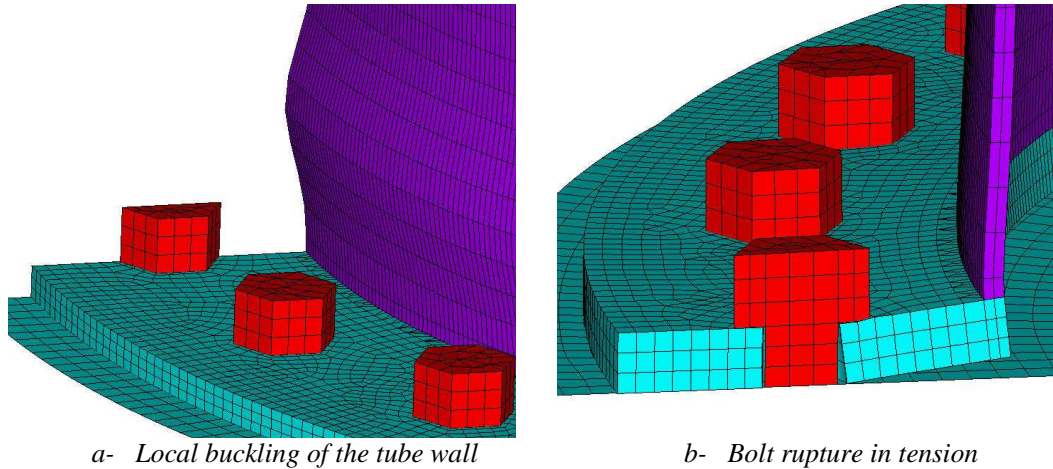 a- Local buckling of the tube wall
b- Bolt rupture in tension